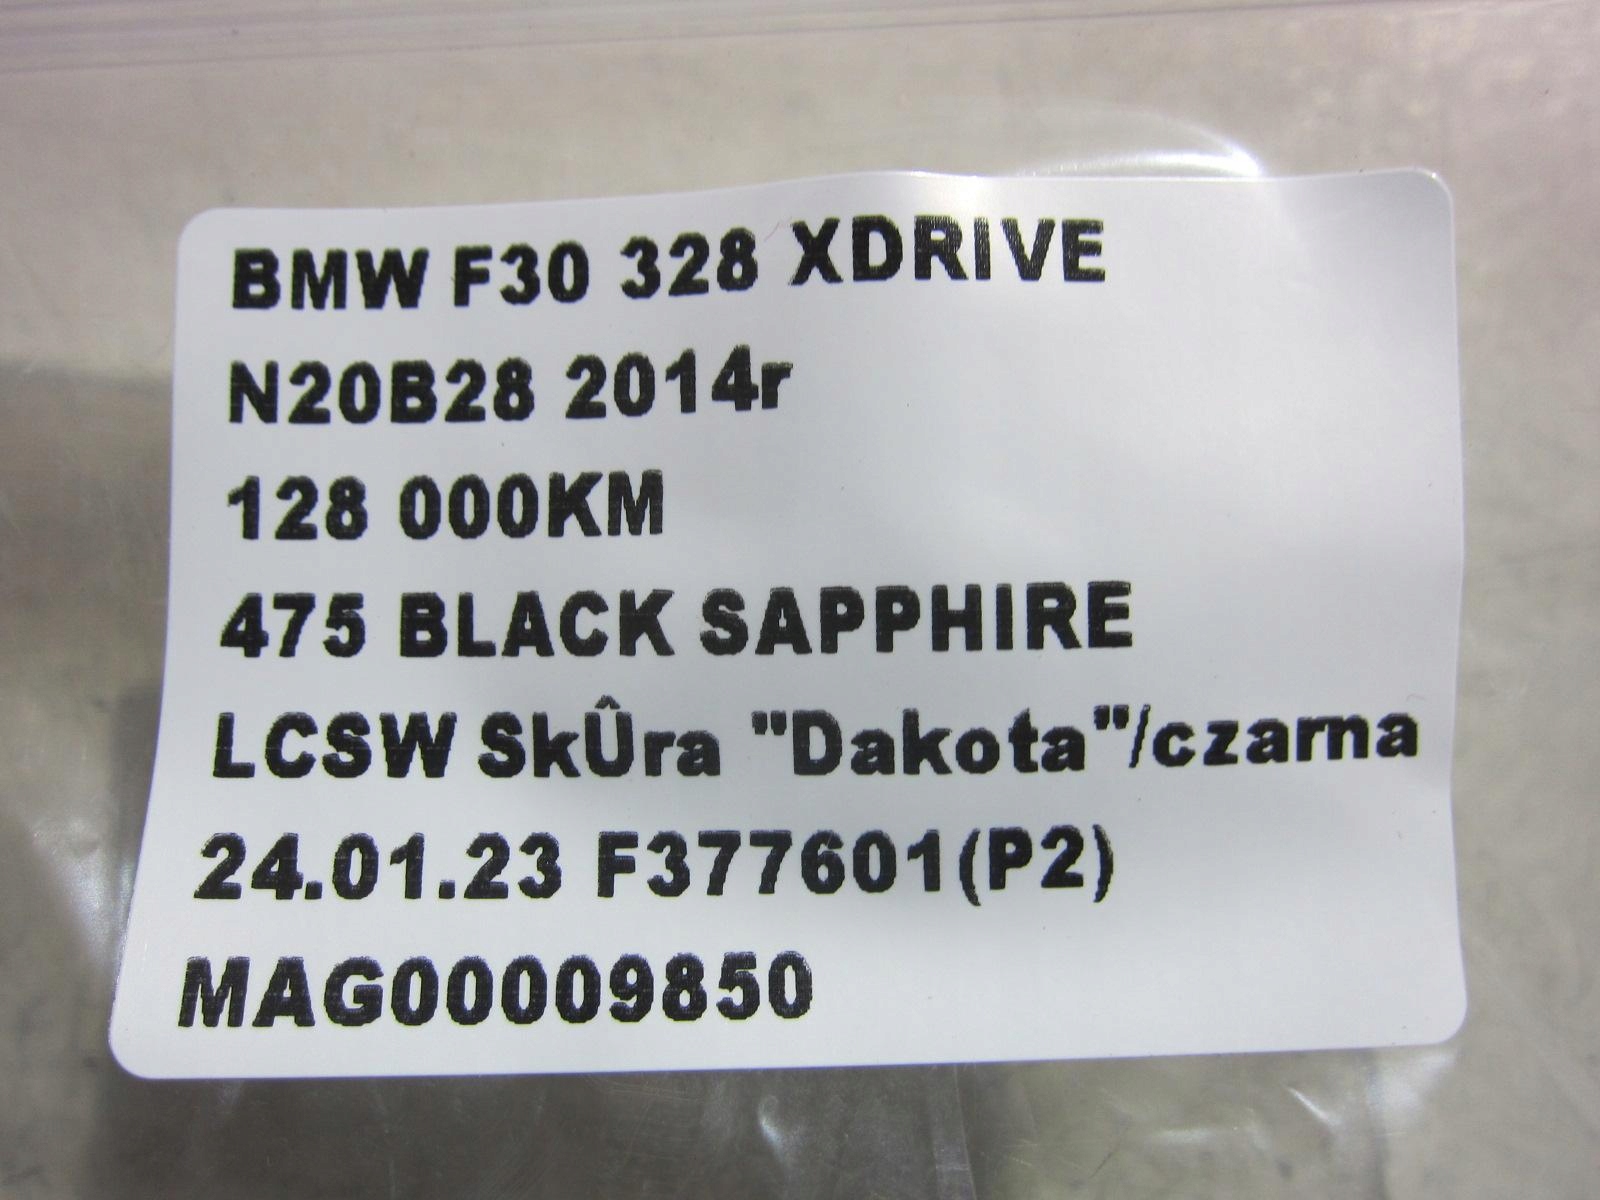 BMW F30 328 XDRIVE
N20B28 2014r
128 000KM
475 BLACK SAPPHIRE
LCSW SkÛra "Dakota"/czarna
24.01.23 F377601(P2)
MAG00009850